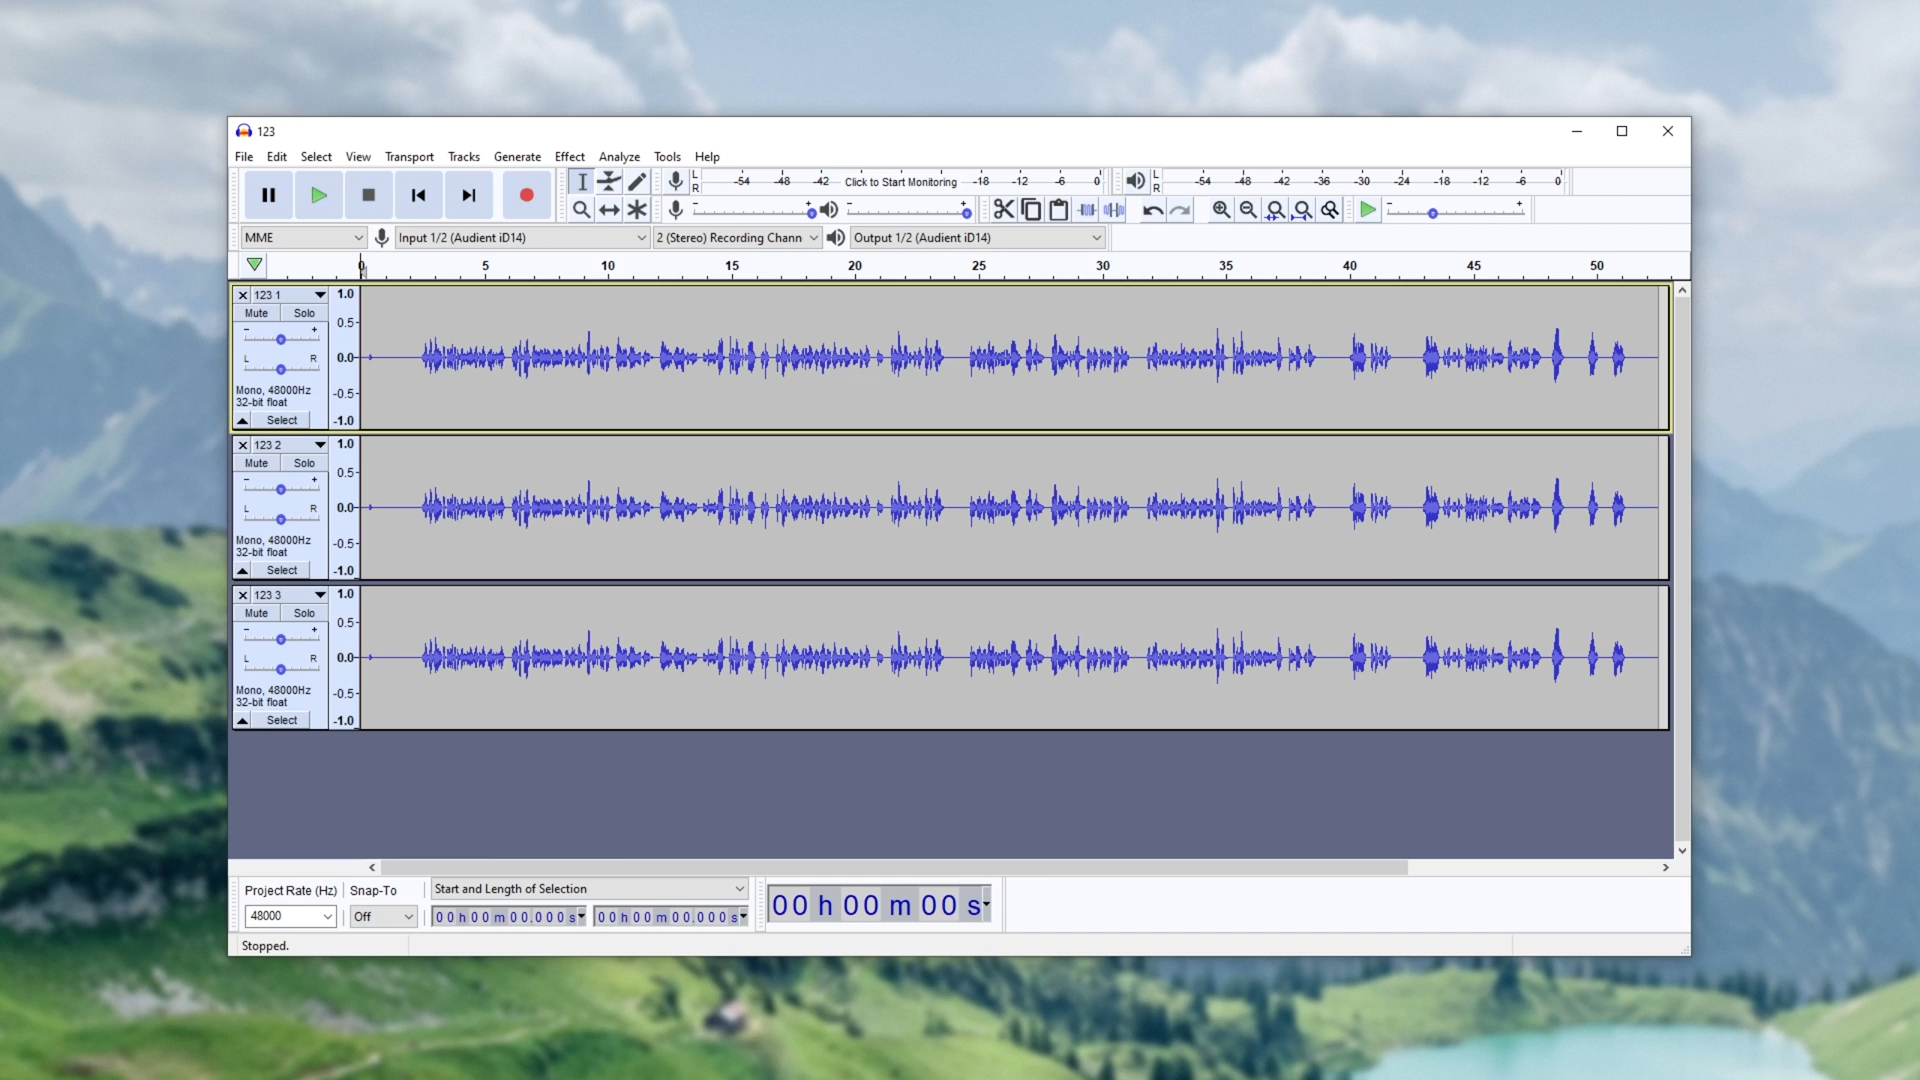 123
File Edit Select View Transport Tracks Generate Effect Analyze Tools Help
L R -54 -48 -42 Click to Start Monitoring -18 -12 -6 0 L R -54 -48 -42 -36 -30 -24 -18 -12 -6 0
- + - + - +
MME Input 1/2 (Audient iD14) 2 (Stereo) Recording Chann Output 1/2 (Audient iD14)
0 5 10 15 20 25 30 35 40 45 50
123 1 1.0
Mute Solo
- + 0.5
L R 0.0
Mono, 48000Hz -0.5
32-bit float
Select -1.0
123 2 1.0
Mute Solo
- + 0.5
L R 0.0
Mono, 48000Hz -0.5
32-bit float
Select -1.0
123 3 1.0
Mute Solo
- + 0.5
L R 0.0
Mono, 48000Hz -0.5
32-bit float
Select -1.0
Project Rate (Hz) Snap-To Start and Length of Selection
48000 Off 00h00m00.000s 00h00m00.000s 00h00m00s
Stopped.